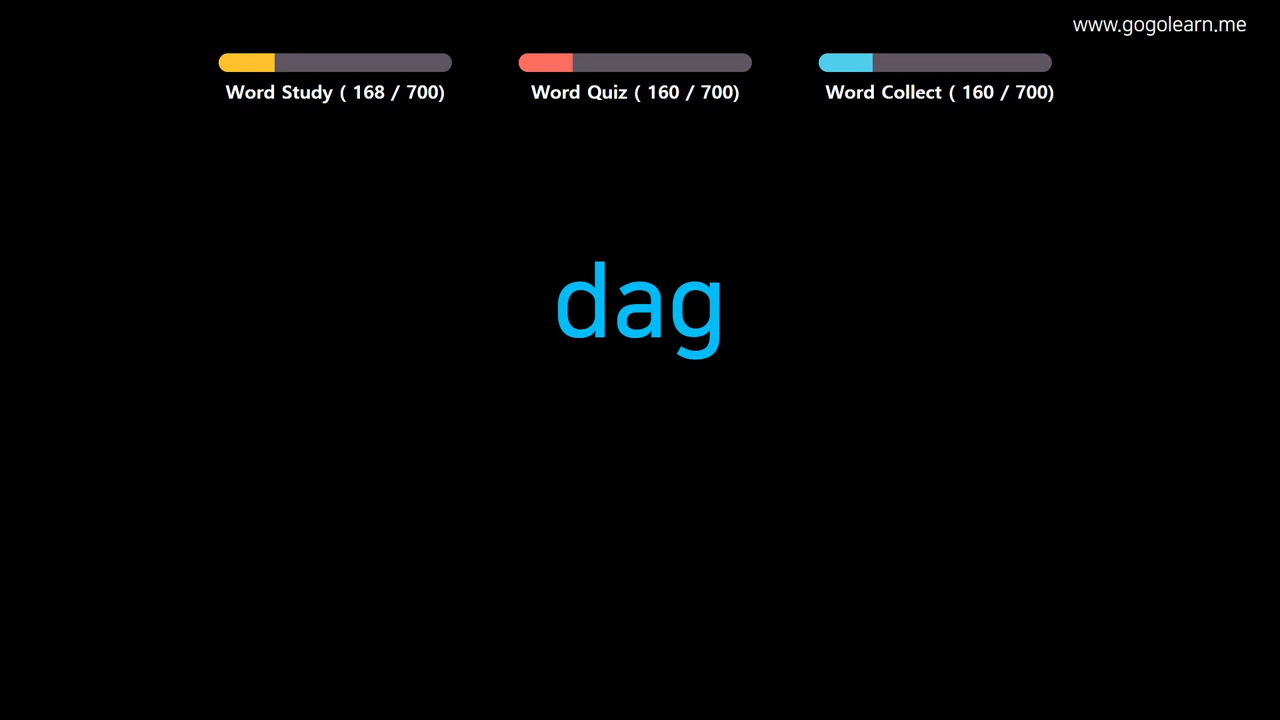 www.gogolearn.me
Word Study ( 168 / 700)
Word Quiz ( 160 / 700)
Word Collect ( 160 / 700)
dag